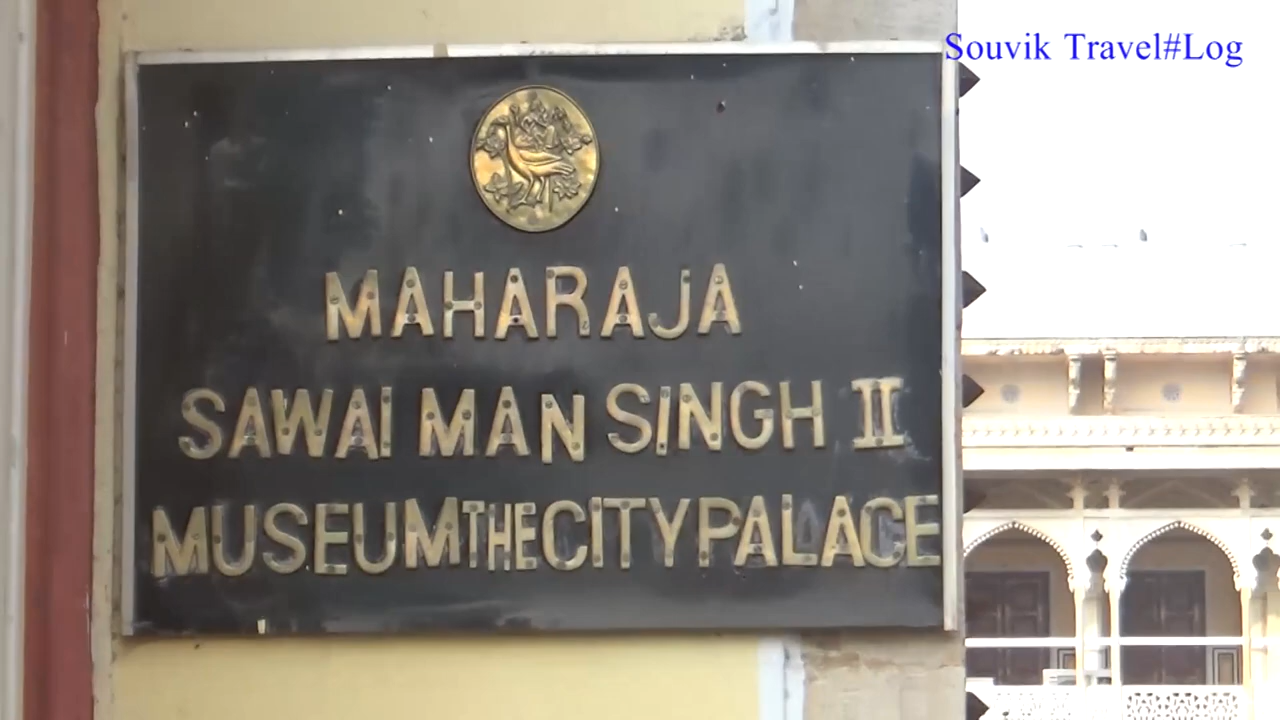 Souvik Travel#Log
MAHARAJA
SAWAI MAN SINGH II
MUSEUM THE CITY PALACE